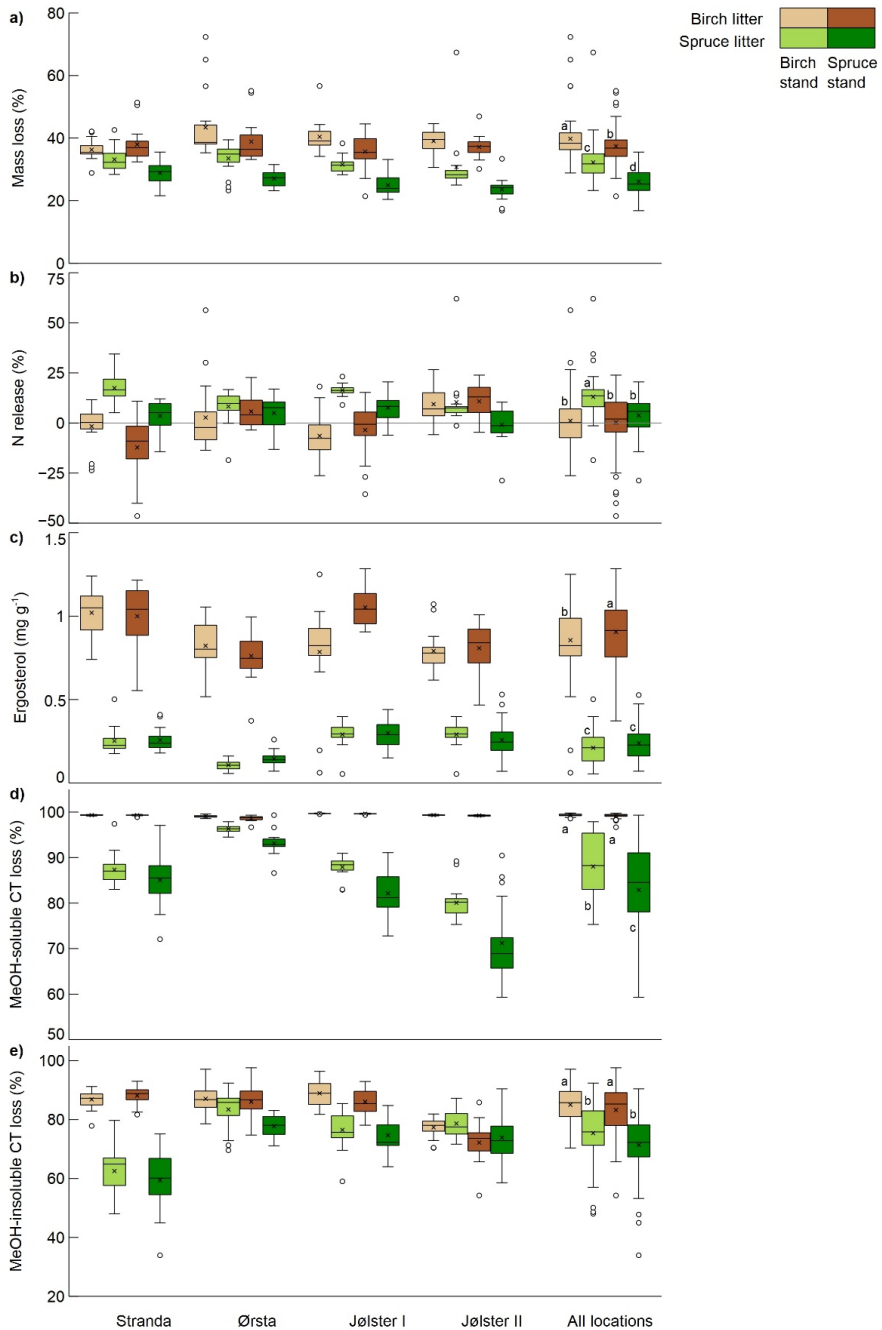 Birch litter
Spruce litter
Birch stand
Spruce stand
a)
Mass loss (%)
80
60
40
20
0
a
c
b
d
b)
N release (%)
75
50
25
0
−25
−50
b
a
b
b
c)
Ergosterol (mg g-1)
1.5
1
0.5
0
b
c
a
c
d)
MeOH-soluble CT loss (%)
100
90
80
70
60
50
a
b
a
c
e)
MeOH-insoluble CT loss (%)
100
80
60
40
20
a
b
a
b
Stranda
Ørsta
Jølster I
Jølster II
All locations